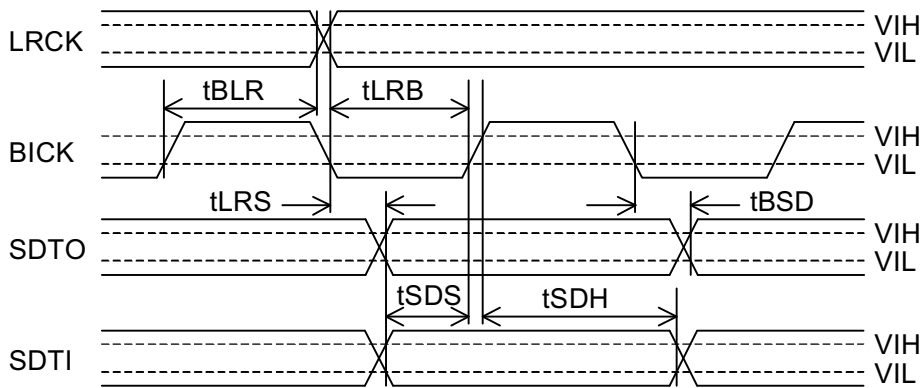 LRCK
VIH
VIL
tBLR
tLRB
BICK
VIH
VIL
tLRS
tBSD
SDTO
VIH
VIL
tSDS
tSDH
SDTI
VIH
VIL